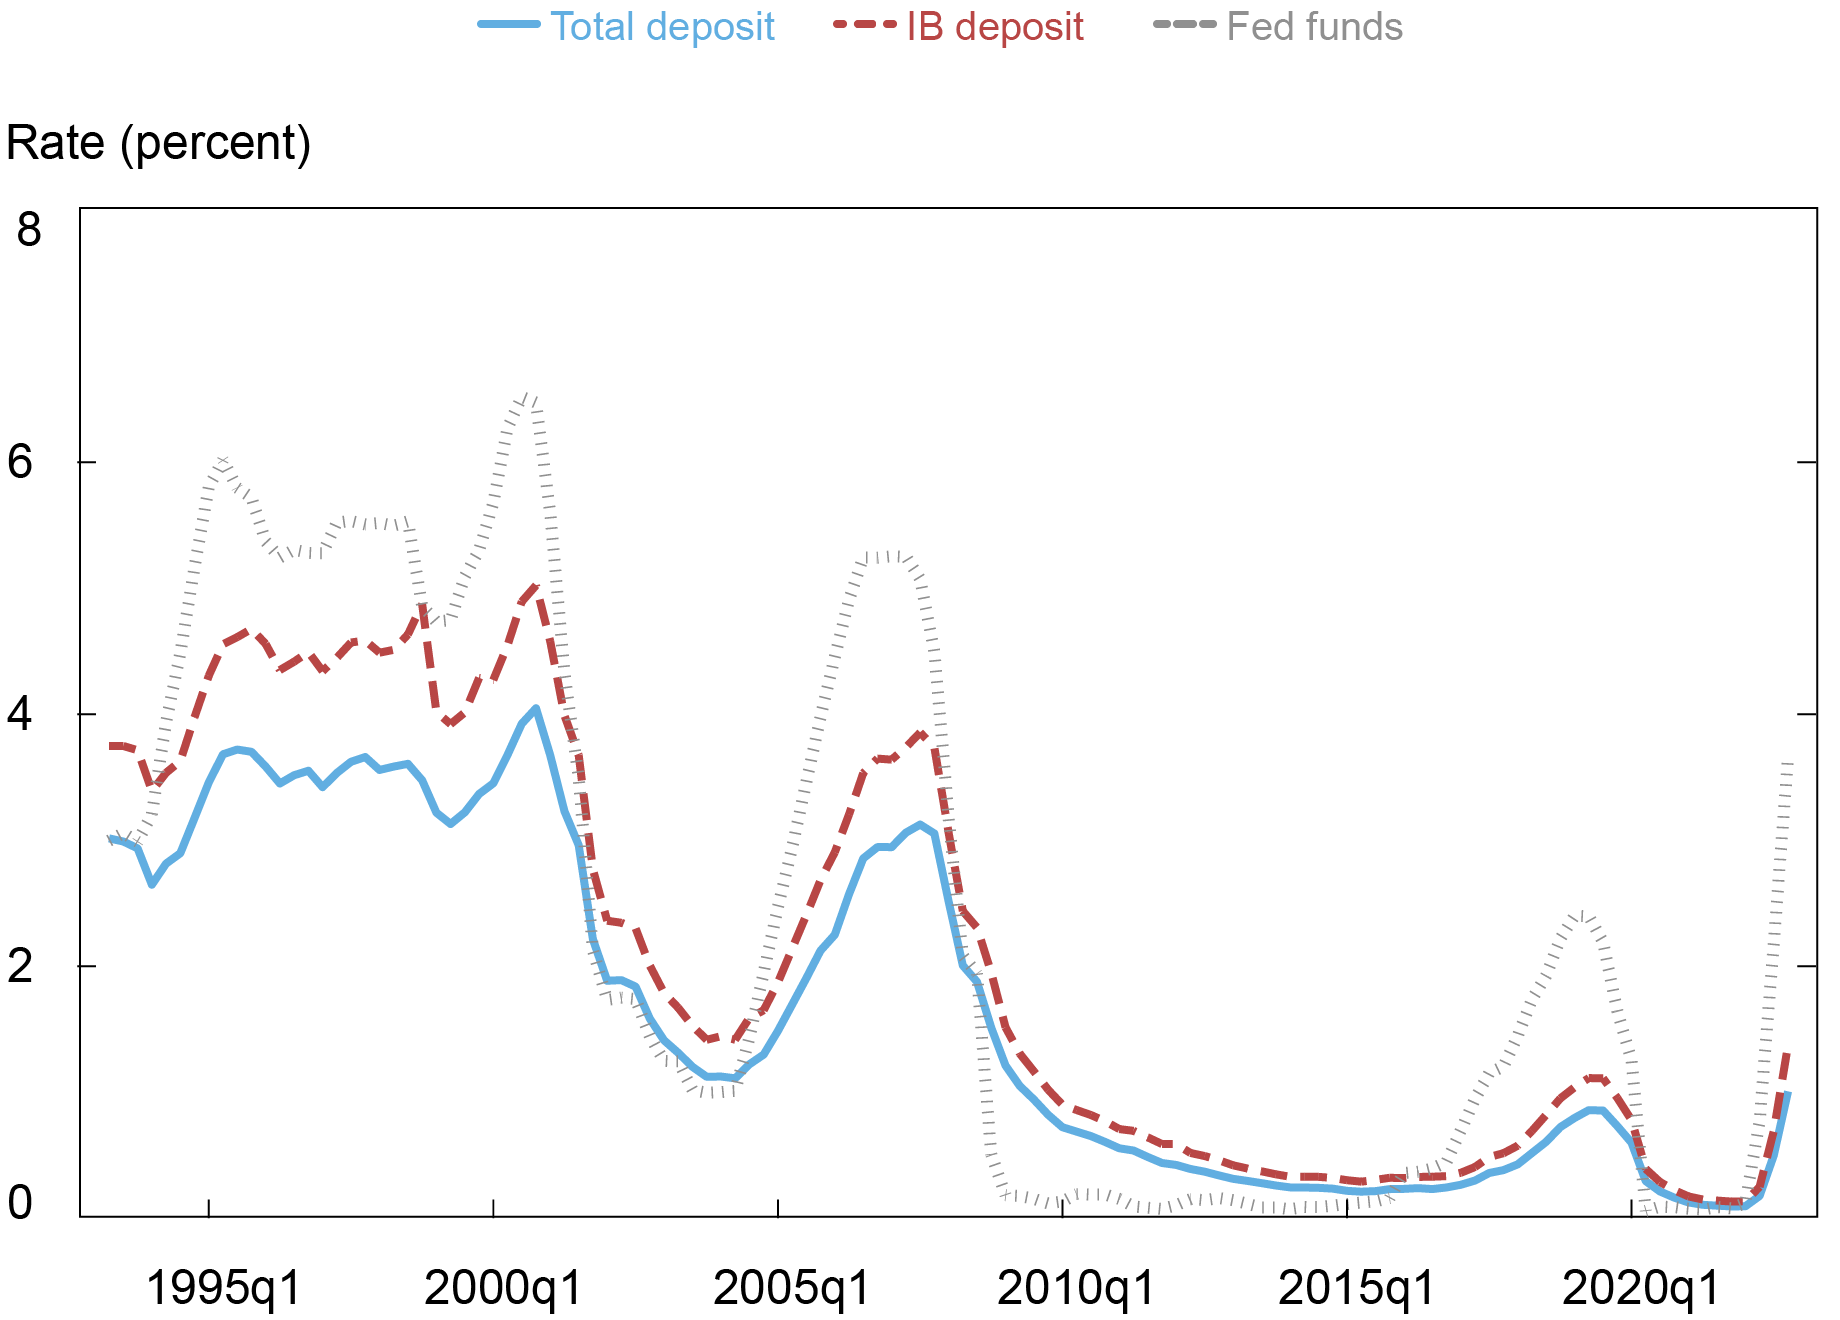 Total deposit IB deposit Fed funds
Rate (percent)
8
6
4
2
0
1995q1 2000q1 2005q1 2010q1 2015q1 2020q1